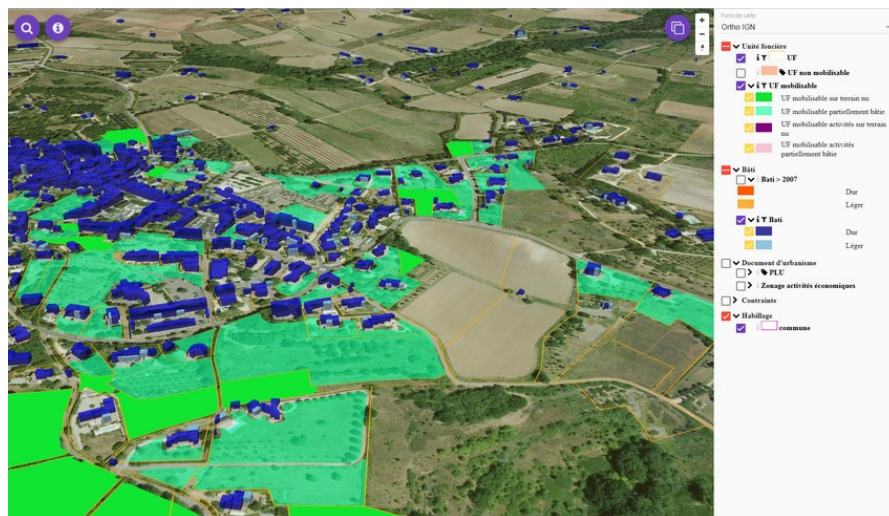 Fond de carte
Ortho IGN
Unité foncière
UF
UF non mobilisable
UF mobilisable
UF mobilisable sur terrain nu
UF mobilisable partiellement bâtie
UF mobilisable activités sur terrain
nu
UF mobilisable activités
partiellement bâtie
Bâti
Bati > 2007
Dur
Léger
Bati
Dur
Léger
Document d'urbanisme
PLU
Zonage activités économiques
Contrainte
Habillage
commune